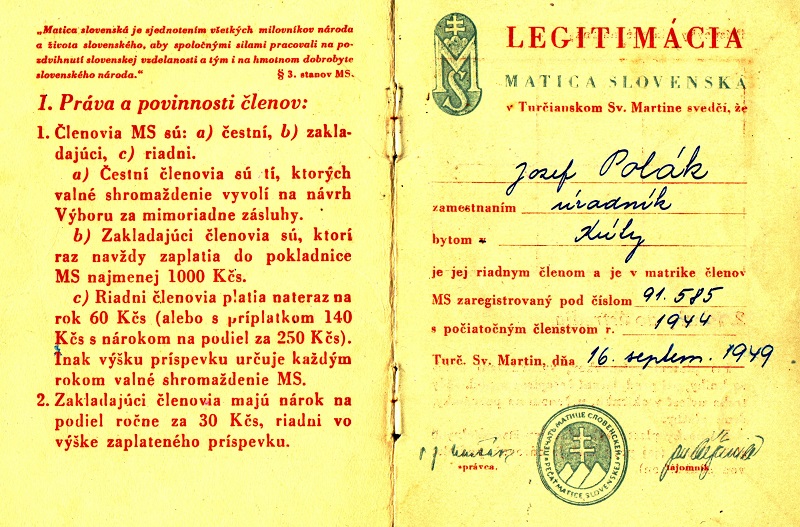 „Matica slovenská je sjednotením všetkých milovníkov národa
a života slovenského, aby spoločnými silami pracovali na po-
zdvihnutí slovenskej vzdelanosti a tým i na hmotnom dobrobyte
slovenského národa.“ § 3. stanov MS.
I. Práva a povinnosti členov:
1. Členovia MS sú: a) čestní, b) zakla-
dajúci, c) riadni.
a) Čestní členovia sú tí, ktorých
valné shromaždenie vyvolí na návrh
Výboru za mimoriadne zásluhy.
b) Zakladajúci členovia sú, ktorí
raz navždy zaplatia do pokladnice
MS najmenej 1000 Kčs.
c) Riadni členovia platia nateraz na
rok 60 Kčs (alebo s príplatkom 140
Kčs s nárokom na podiel za 250 Kčs).
Inak výšku príspevku určuje každým
rokom valné shromaždenie MS.
2. Zakladajúci členovia majú nárok na
podiel ročne za 30 Kčs, riadni vo
výške zaplateného príspevku.
MS
LEGITIMÁCIA
MATICA SLOVENSKÁ
v Turčianskom Sv. Martine svedčí, že
Jozef Polák
zamestnaním úradník
bytom Kúty
je jej riadnym členom a je v matrike členov
MS zaregistrovaný pod číslom 91.585
s počiatočným členstvom r. 1944
Turč. Sv. Martin, dňa 16. septem. 1949
ПЕЧАТЬ МАТИЦЕ СЛОВЕНСКЕЙ
PEČAŤ MATICE SLOVENSKEJ
správca. tajomník.